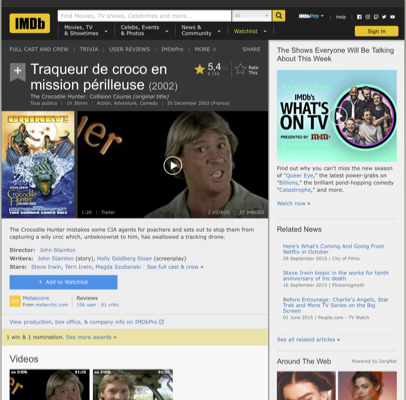 IMDb
Find Movies, TV shows, Celebrities and more...
All
IMDbPro
Help
Movies, TV
& Showtimes
Celebs, Events
& Photos
News &
Community
Watchlist
Sign in
FULL CAST AND CREW | TRIVIA | USER REVIEWS | IMDbPro | MORE
SHARE
Traqueur de croco en
mission périlleuse (2002)
The Crocodile Hunter: Collision Course (original title)
Tous publics | 1h 30min | Action, Adventure, Comedy | 25 December 2002 (France)
5,4
Rate
This
CRIKEY!
Crocodile
Hunter
1:26 | Trailer
2 VIDEOS | 37 IMAGES
The Crocodile Hunter mistakes some CIA agents for poachers and sets out to stop them from
capturing a wily croc which, unbeknownst to him, has swallowed a tracking drone.
Director: John Stainton
Writers: John Stainton (story), Holly Goldberg Sloan (screenplay)
Stars: Steve Irwin, Terri Irwin, Magda Szubanski | See full cast & crew »
+ Add to Watchlist
Metascore
From metacritic.com
Reviews
106 user | 61 critic
View production, box office, & company info on IMDbPro
1 win & 1 nomination. See more awards »
Videos
The Shows Everyone Will Be Talking
About This Week
IMDb's
WHAT'S
ON TV
PRESENTED BY
Find out why you can't miss the new season
of "Queer Eye," the latest power-grabs on
"Billions," the brilliant pond-hopping comedy
"Catastrophe," and more.
Watch now »
Related News
Here's What's Coming And Going From
Netflix in October
29 September 2015 | City of Films
Steve Irwin biopic in works for tenth
anniversary of his death
16 September 2015 | Flickeringmyth
Before Entourage: Charlie's Angels, Star
Trek and More TV Series on the Big
Screen
01 June 2015 | People.com - TV Watch
See all related articles »
Around The Web
Powered by ZergNet